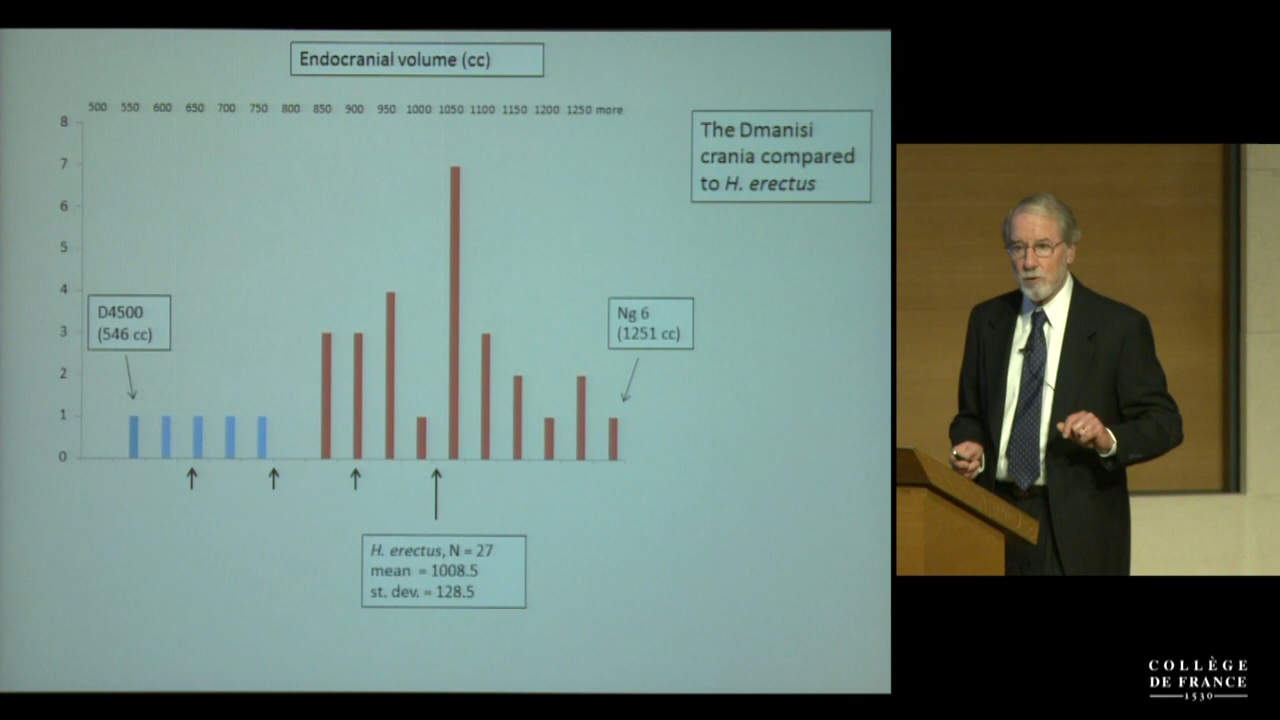 Endocranial volume (cc)
500 550 600 650 700 750 800 850 900 950 1000 1050 1100 1150 1200 1250 more
The Dmanisi
crania compared
to H. erectus
8
7
6
5
4
3
2
1
0
D4500
(546 cc)
Ng 6
(1251 cc)
H. erectus, N = 27
mean = 1008.5
st. dev. = 128.5
COLLÈGE
DE FRANCE
1530